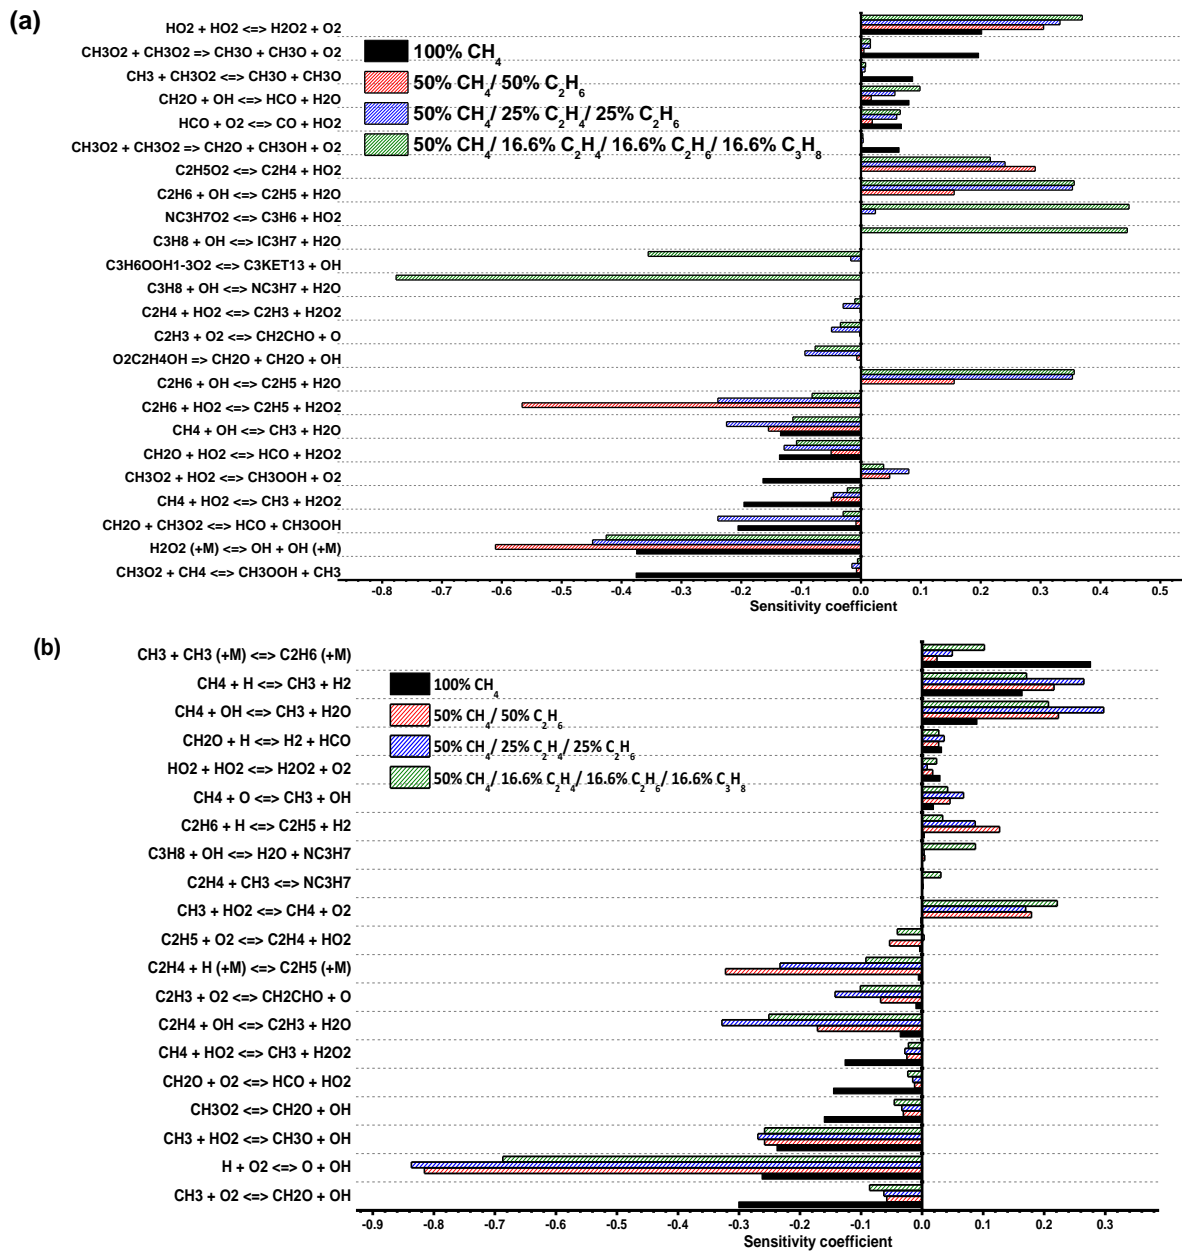 (a)
HO2 + HO2 <=> H2O2 + O2
CH3O2 + CH3O2 => CH3O + CH3O + O2
CH3 + CH3O2 <=> CH3O + CH3O
CH2O + OH <=> HCO + H2O
HCO + O2 <=> CO + HO2
CH3O2 + CH3O2 => CH2O + CH3OH + O2
C2H5O2 <=> C2H4 + HO2
C2H6 + OH <=> C2H5 + H2O
NC3H7O2 <=> C3H6 + HO2
C3H8 + OH <=> IC3H7 + H2O
C3H6OOH1-3O2 <=> C3KET13 + OH
C3H8 + OH <=> NC3H7 + H2O
C2H4 + HO2 <=> C2H3 + H2O2
C2H3 + O2 <=> CH2CHO + O
O2C2H4OH => CH2O + CH2O + OH
C2H6 + OH <=> C2H5 + H2O
C2H6 + HO2 <=> C2H5 + H2O2
CH4 + OH <=> CH3 + H2O
CH2O + HO2 <=> HCO + H2O2
CH3O2 + HO2 <=> CH3OOH + O2
CH4 + HO2 <=> CH3 + H2O2
CH2O + CH3O2 <=> HCO + CH3OOH
H2O2 (+M) <=> OH + OH (+M)
CH3O2 + CH4 <=> CH3OOH + CH3
100% CH4
50% CH4/ 50% C2H6
50% CH4/ 25% C2H4/ 25% C2H6
50% CH4/ 16.6% C2H4/ 16.6% C2H6/ 16.6% C3H8
-0.8 -0.7 -0.6 -0.5 -0.4 -0.3 -0.2 -0.1 0.0 0.1 0.2 0.3 0.4 0.5
Sensitivity coefficient
(b)
CH3 + CH3 (+M) <=> C2H6 (+M)
CH4 + H <=> CH3 + H2
CH4 + OH <=> CH3 + H2O
CH2O + H <=> H2 + HCO
HO2 + HO2 <=> H2O2 + O2
CH4 + O <=> CH3 + OH
C2H6 + H <=> C2H5 + H2
C3H8 + OH <=> H2O + NC3H7
C2H4 + CH3 <=> NC3H7
CH3 + HO2 <=> CH4 + O2
C2H5 + O2 <=> C2H4 + HO2
C2H4 + H (+M) <=> C2H5 (+M)
C2H3 + O2 <=> CH2CHO + O
C2H4 + OH <=> C2H3 + H2O
CH4 + HO2 <=> CH3 + H2O2
CH2O + O2 <=> HCO + HO2
CH3O2 <=> CH2O + OH
CH3 + HO2 <=> CH3O + OH
H + O2 <=> O + OH
CH3 + O2 <=> CH2O + OH
100% CH4
50% CH4/ 50% C2H6
50% CH4/ 25% C2H4/ 25% C2H6
50% CH4/ 16.6% C2H4/ 16.6% C2H6/ 16.6% C3H8
-0.9 -0.8 -0.7 -0.6 -0.5 -0.4 -0.3 -0.2 -0.1 0.0 0.1 0.2 0.3
Sensitivity coefficient